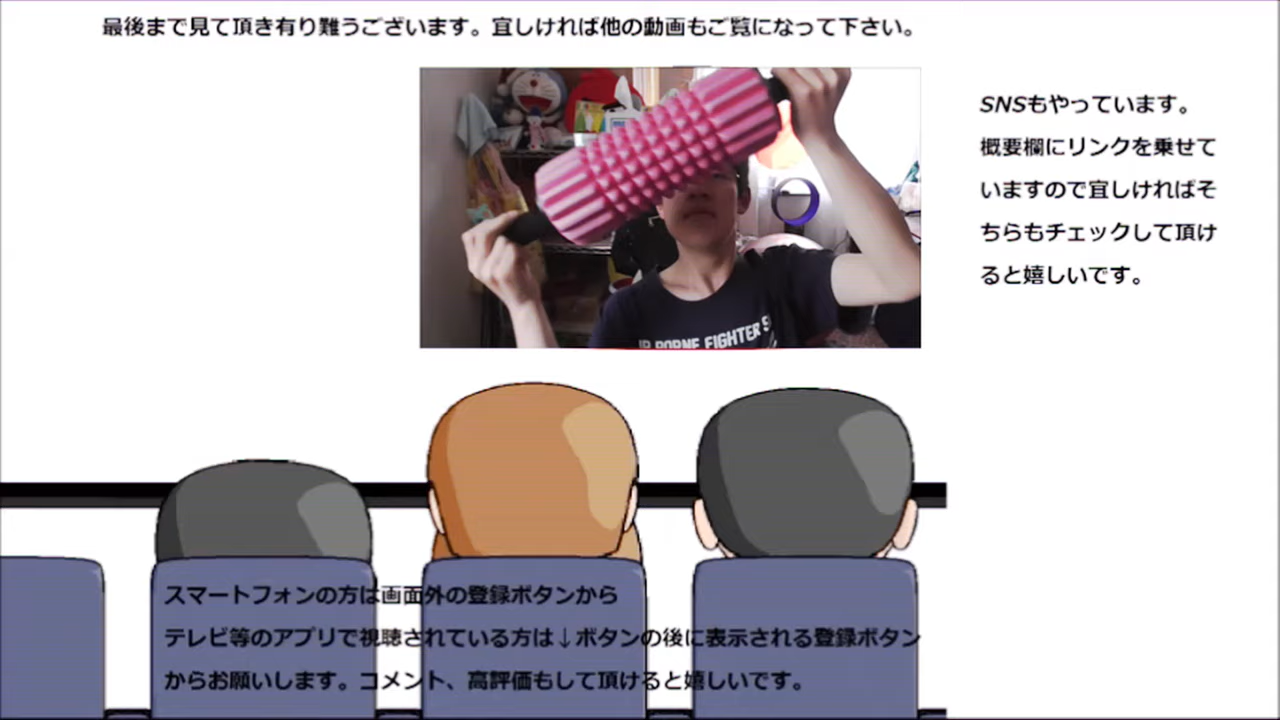 最後まで見て頂き有り難うございます。宜しければ他の動画もご覧になって下さい。
SNSもやっています。
概要欄にリンクを乗せて
いますので宜しければそ
ちらもチェックして頂け
ると嬉しいです。
FIGHTER
スマートフォンの方は画面外の登録ボタンから
テレビ等のアプリで視聴されている方は↓ボタンの後に表示される登録ボタン
からお願いします。コメント、高評価もして頂けると嬉しいです。